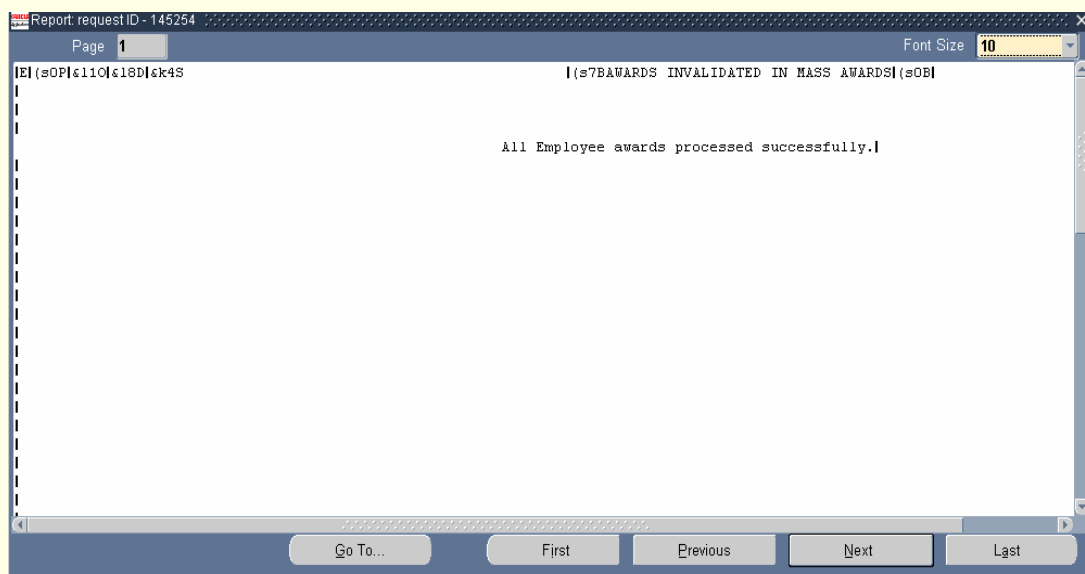 ORACLE
Report: request ID - 145254
Page 1 Font Size 10
|E|(s0P|&l1O|&l8D|&k4S |(s7BAWARDS INVALIDATED IN MASS AWARDS|(s0B|
All Employee awards processed successfully.|
Go To... First Previous Next Last